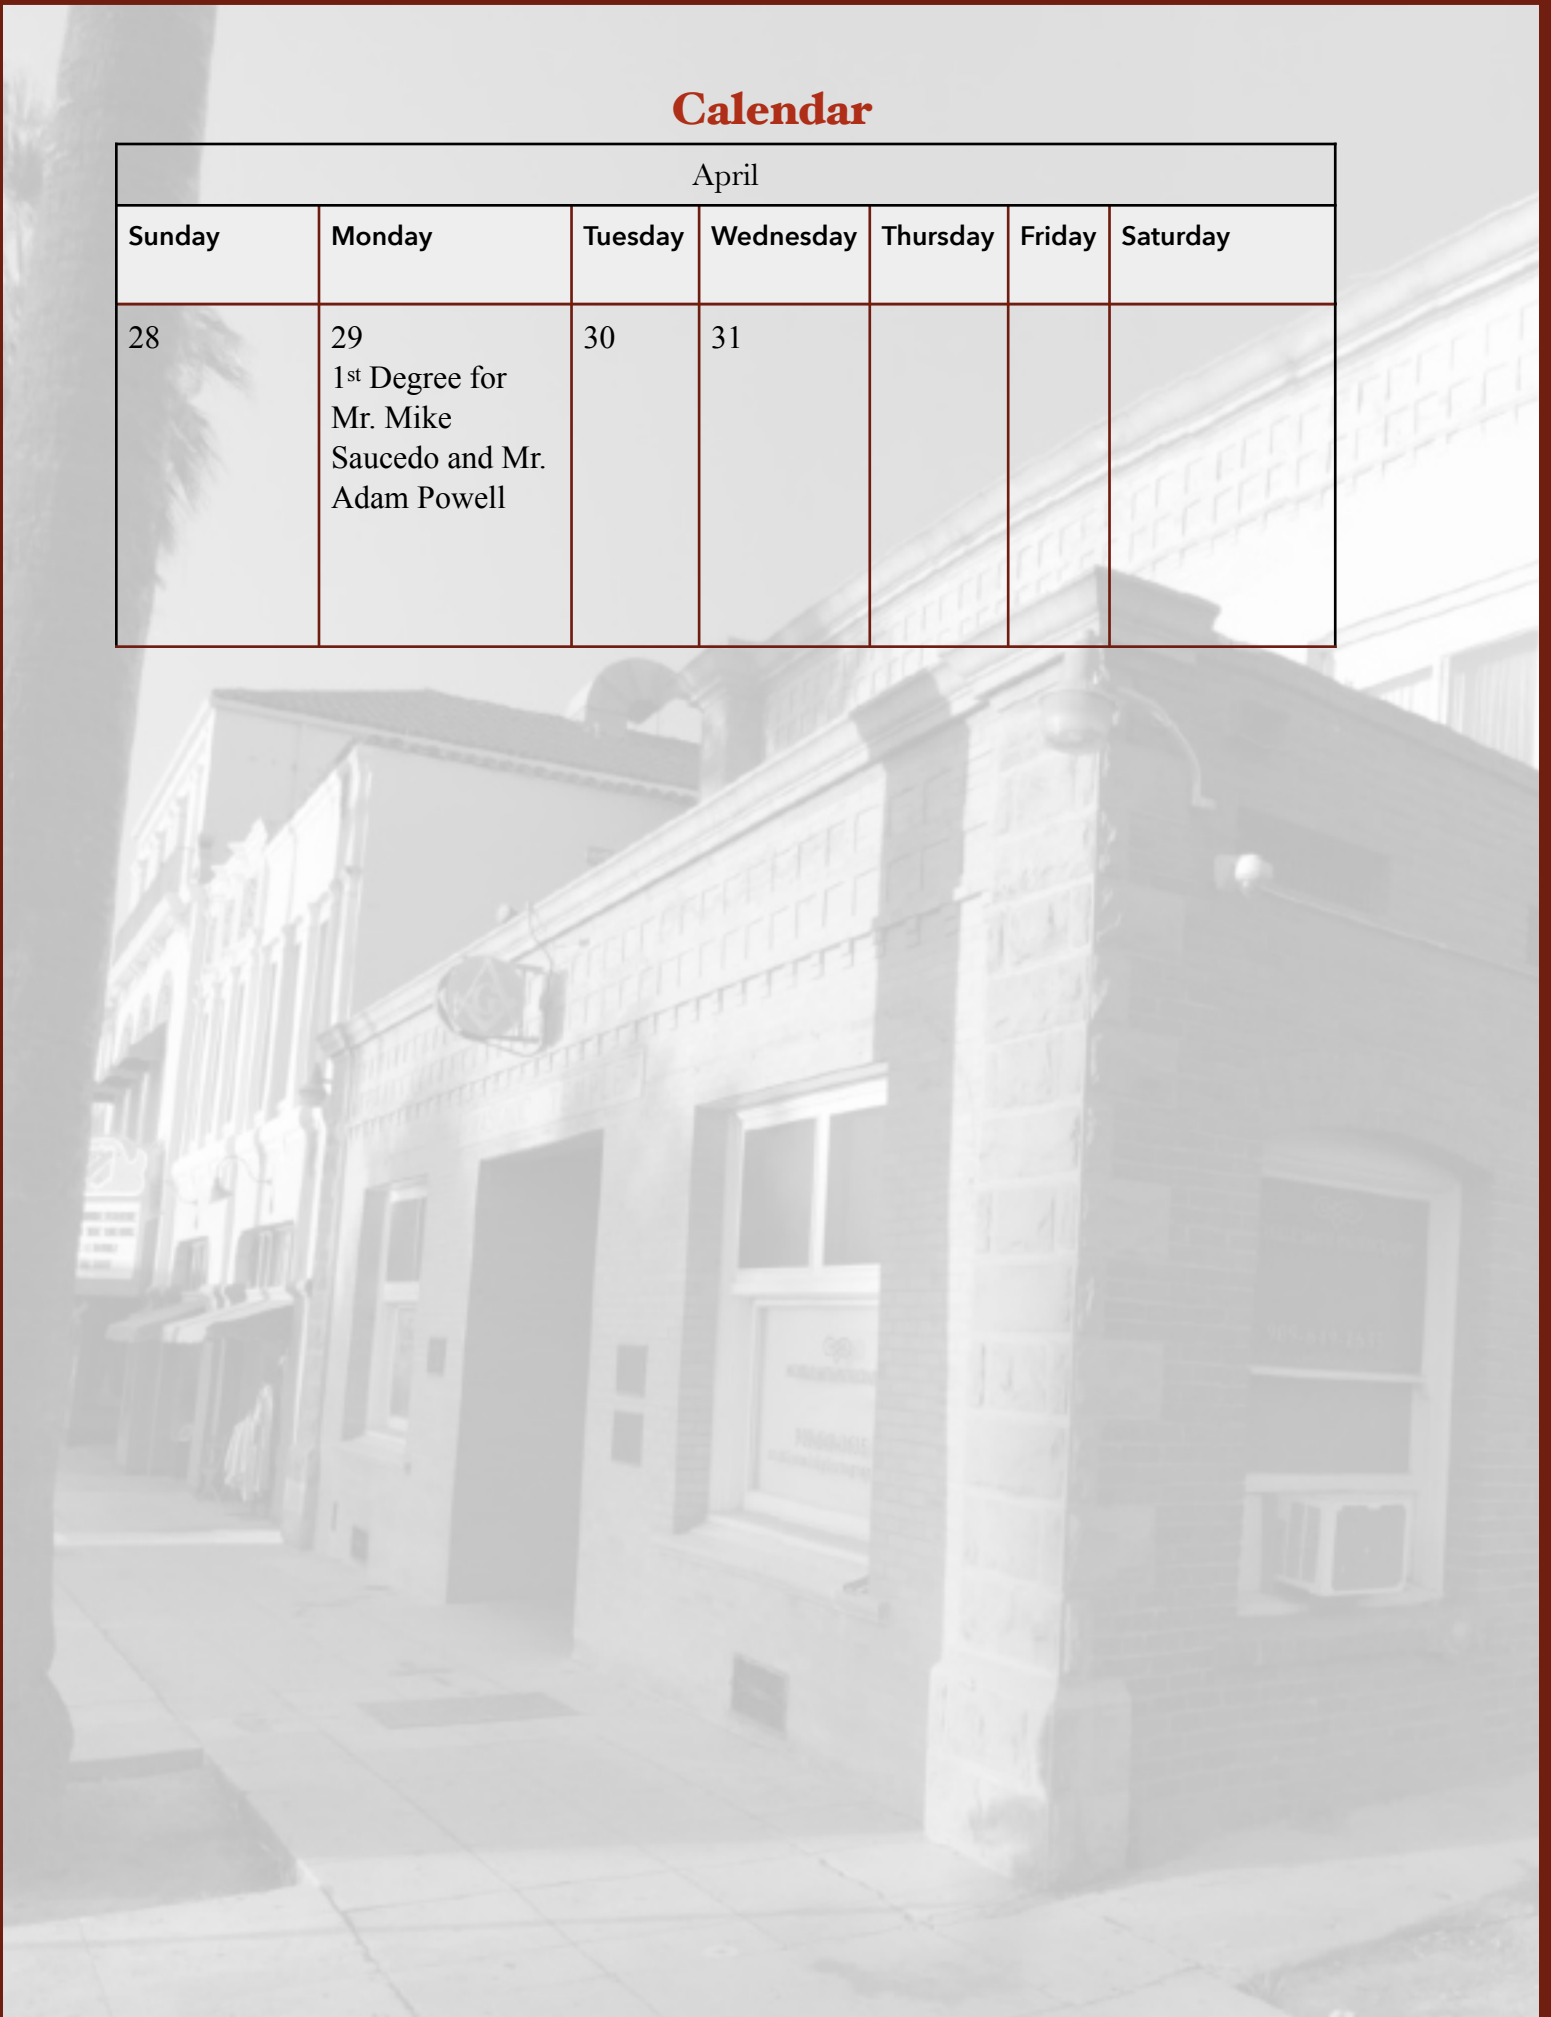 Calendar
April
Sunday Monday Tuesday Wednesday Thursday Friday Saturday
28 29 30 31
1st Degree for
Mr. Mike
Saucedo and Mr.
Adam Powell